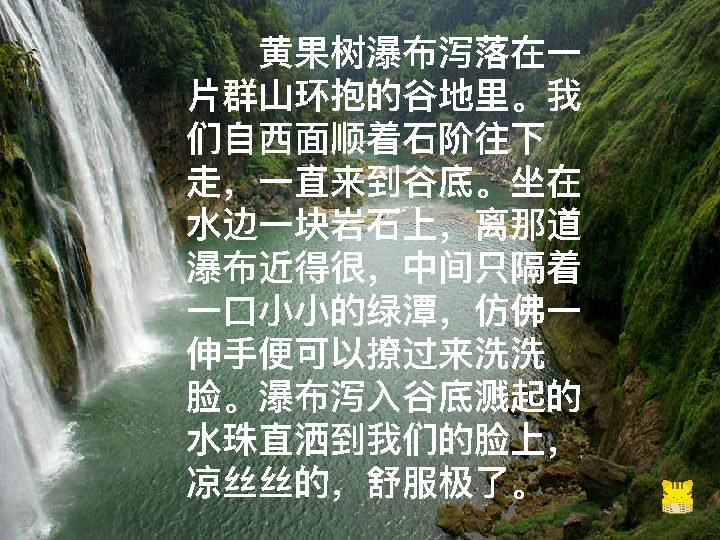 黄果树瀑布泻落在一
片群山环抱的谷地里。我
们自西面顺着石阶往下
走，一直来到谷底。坐在
水边一块岩石上，离那道
瀑布近得很，中间只隔着
一口小小的绿潭，仿佛一
伸手便可以撩过来洗洗
脸。瀑布泻入谷底溅起的
水珠直洒到我们的脸上，
凉丝丝的，舒服极了。